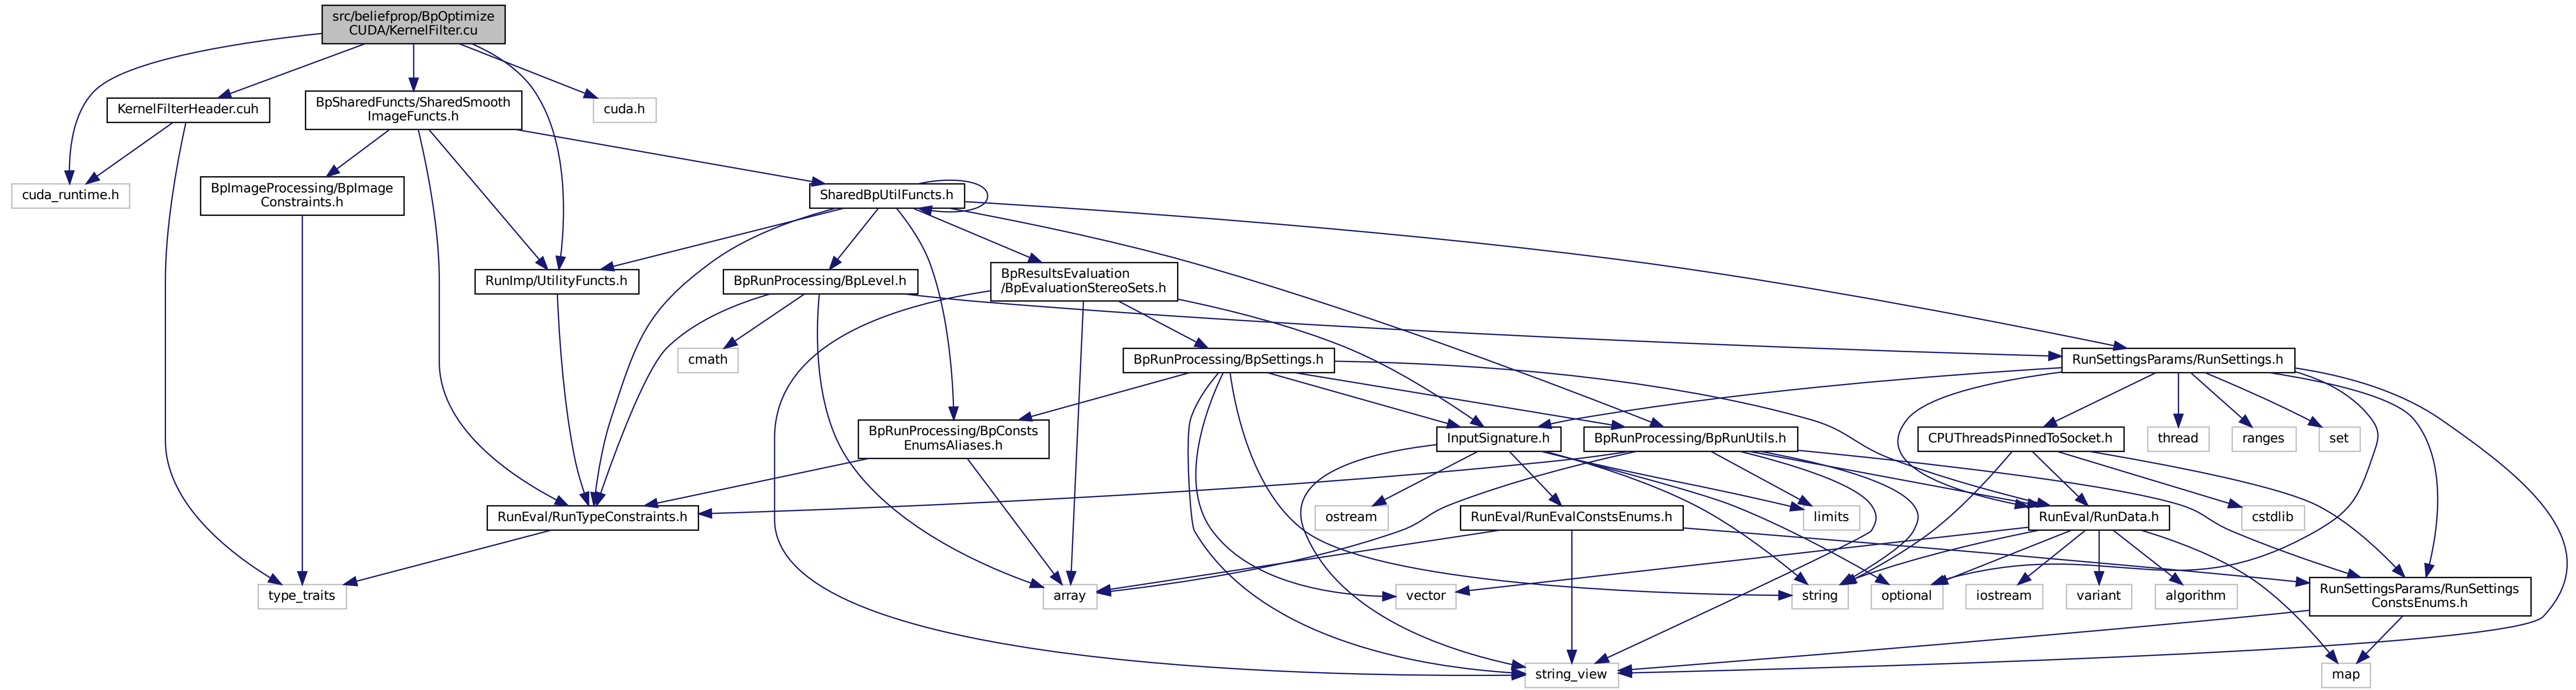 src/beliefprop/BpOptimize
CUDA/KernelFilter.cu
KernelFilterHeader.cuh
BpSharedFuncts/SharedSmooth
ImageFuncts.h
cuda.h
cuda_runtime.h
BpImageProcessing/BpImage
Constraints.h
SharedBpUtilFuncts.h
RunImp/UtilityFuncts.h
BpRunProcessing/BpLevel.h
BpResultsEvaluation
/BpEvaluationStereoSets.h
cmath
BpRunProcessing/BpSettings.h
RunSettingsParams/RunSettings.h
BpRunProcessing/BpConsts
EnumsAliases.h
InputSignature.h
BpRunProcessing/BpRunUtils.h
CPUThreadsPinnedToSocket.h
thread
ranges
set
RunEval/RunTypeConstraints.h
ostream
RunEval/RunEvalConstsEnums.h
limits
RunEval/RunData.h
cstdlib
type_traits
array
vector
string
optional
iostream
variant
algorithm
RunSettingsParams/RunSettings
ConstsEnums.h
string_view
map